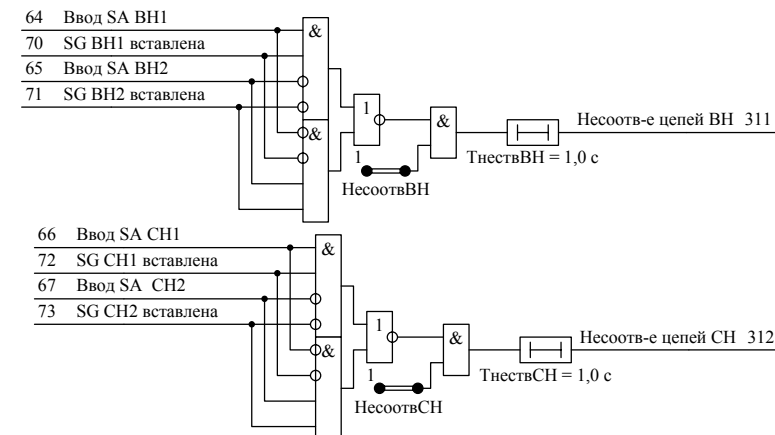 64 Ввод SA ВН1
70 SG ВН1 вставлена
65 Ввод SA ВН2
71 SG ВН2 вставлена
&
&
1
&
1
НесоотвВН
ТнествВН = 1,0 с
Несоотв-е цепей ВН 311
66 Ввод SA СН1
72 SG СН1 вставлена
67 Ввод SA СН2
73 SG СН2 вставлена
&
&
1
&
1
НесоотвСН
ТнествСН = 1,0 с
Несоотв-е цепей СН 312